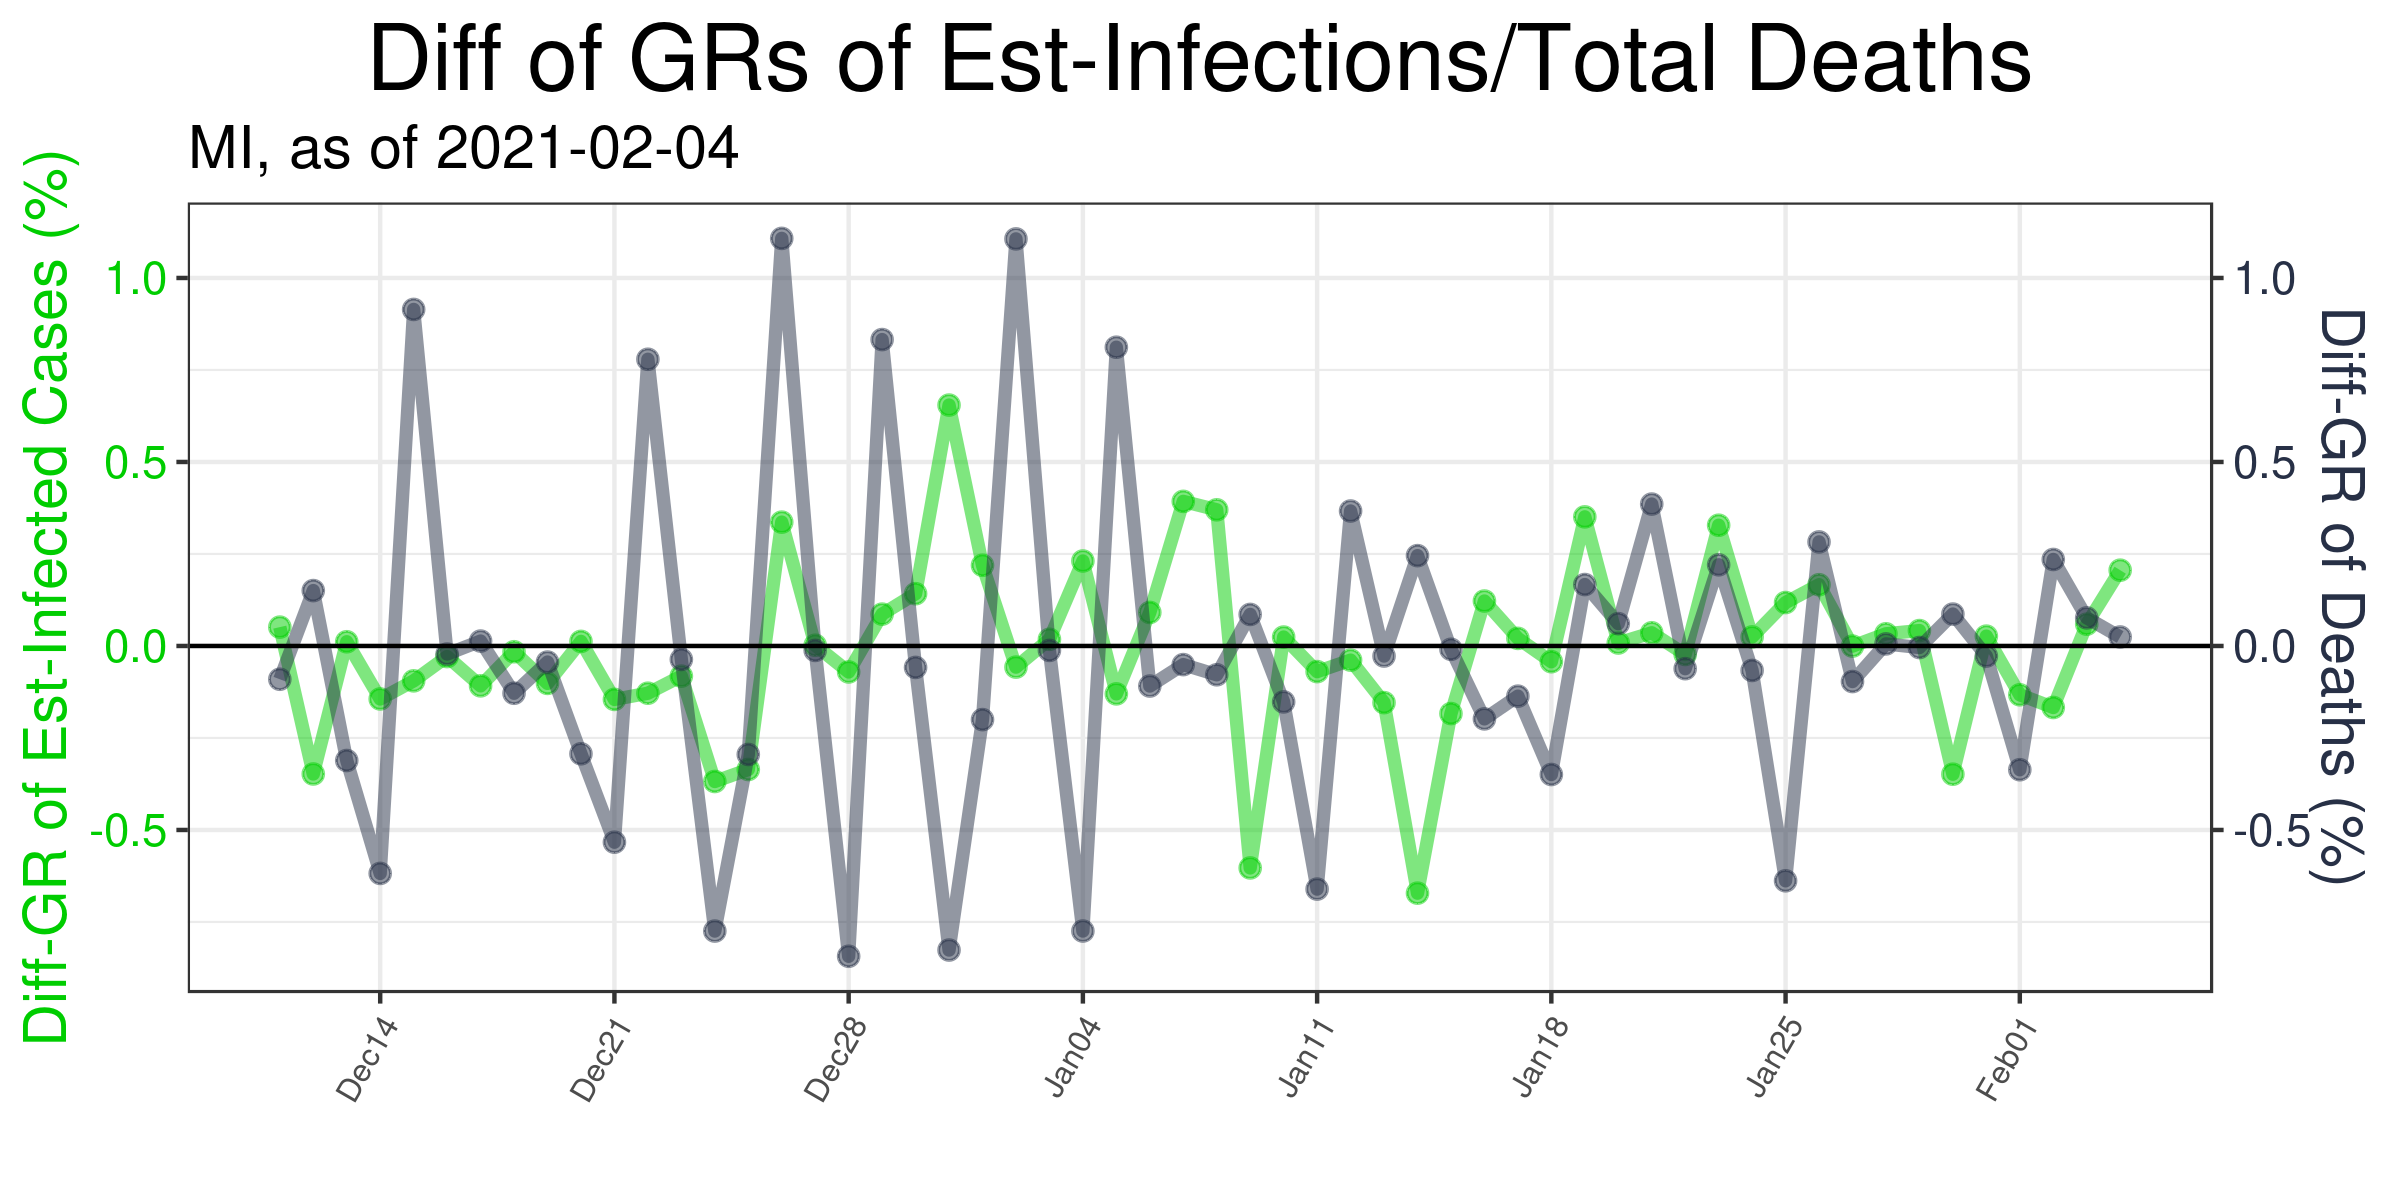 Diff of GRs of Est-Infections/Total Deaths
MI, as of 2021-02-04
Diff-GR of Est-Infected Cases (%)
1.0
0.5
0.0
-0.5
1.0
0.5
0.0
-0.5
Diff-GR of Deaths (%)
Dec14
Dec21
Dec28
Jan04
Jan11
Jan18
Jan25
Feb01